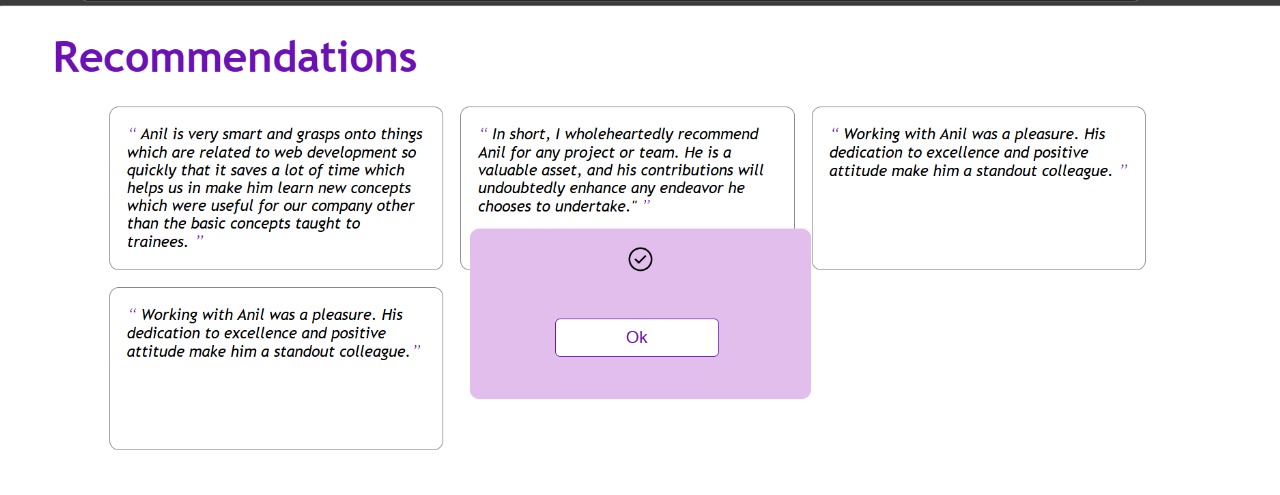 Recommendations
“ Anil is very smart and grasps onto things
which are related to web development so
quickly that it saves a lot of time which
helps us in make him learn new concepts
which were useful for our company other
than the basic concepts taught to
trainees. ”
“ In short, I wholeheartedly recommend
Anil for any project or team. He is a
valuable asset, and his contributions will
undoubtedly enhance any endeavor he
chooses to undertake." ”
“ Working with Anil was a pleasure. His
dedication to excellence and positive
attitude make him a standout colleague. ”
“ Working with Anil was a pleasure. His
dedication to excellence and positive
attitude make him a standout colleague. ”
Ok